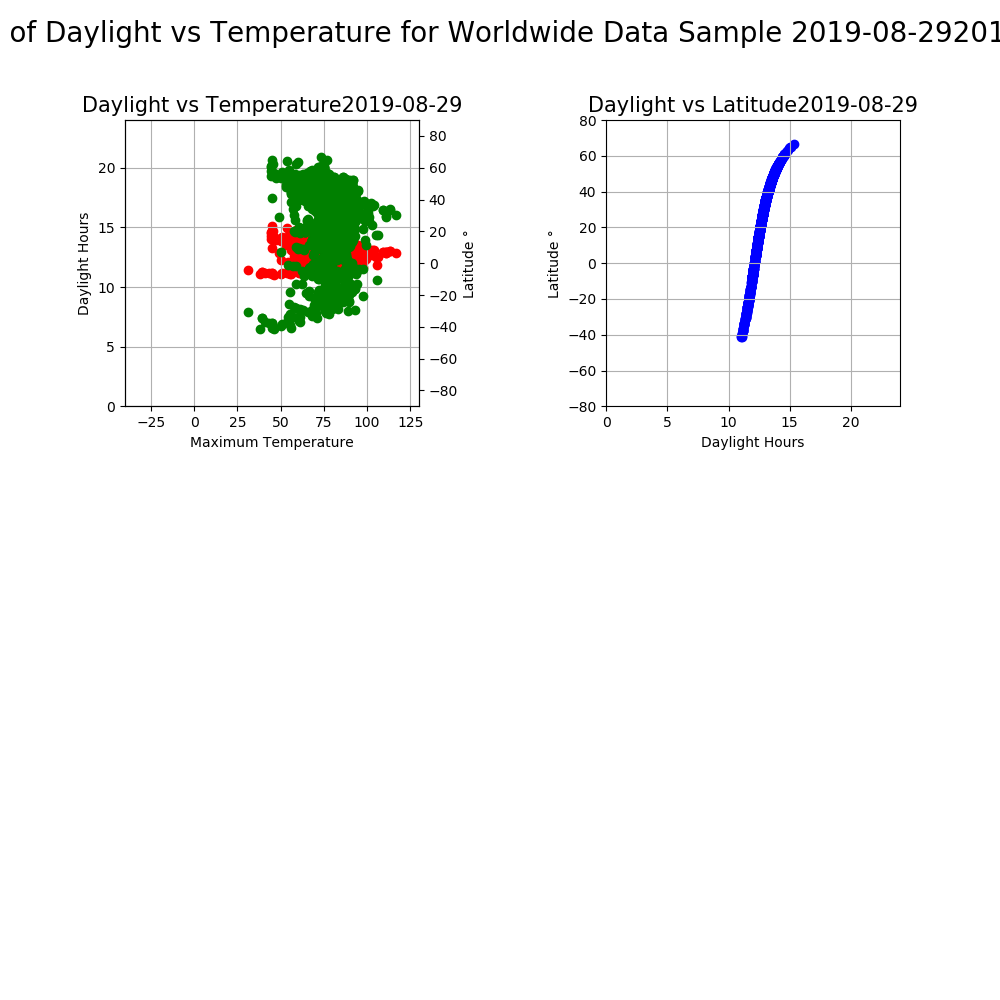 of Daylight vs Temperature for Worldwide Data Sample 2019-08-29201
Daylight vs Temperature2019-08-29
Daylight Hours
20
15
10
5
0
80
60
40
20
0
−20
−40
−60
−80
Latitude °
−25 0 25 50 75 100 125
Maximum Temperature
Daylight vs Latitude2019-08-29
Latitude °
80
60
40
20
0
−20
−40
−60
−80
0 5 10 15 20
Daylight Hours